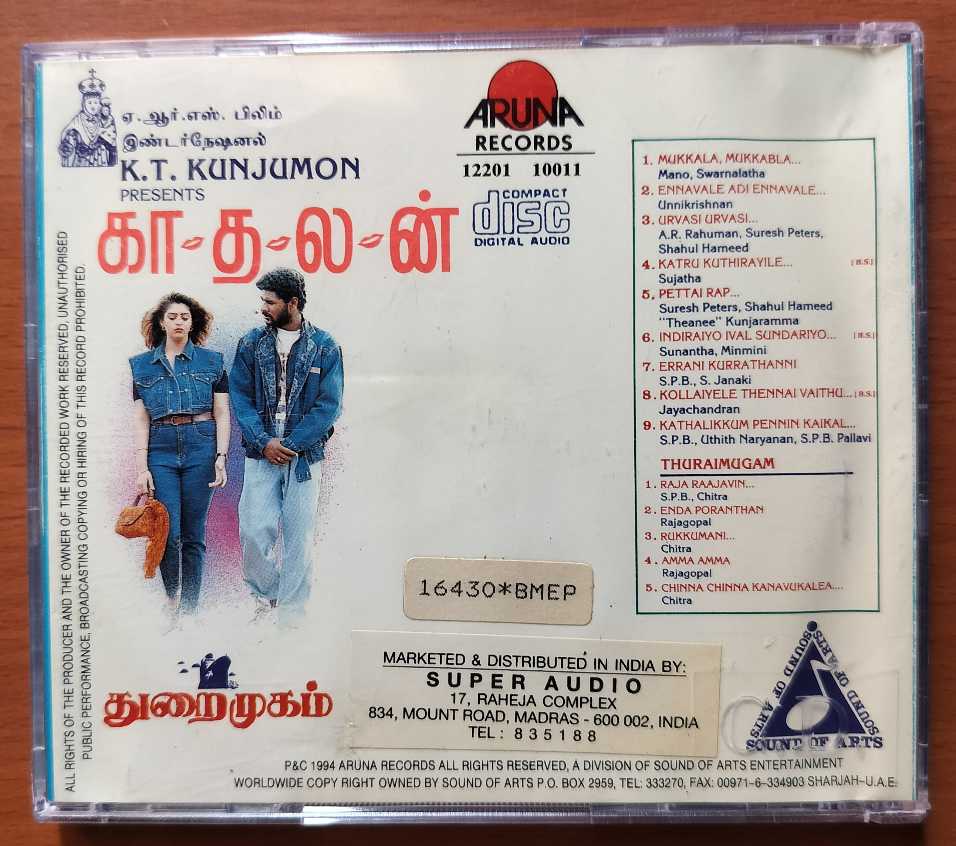 ஏ.ஆர்.எஸ். பிலிம்
இண்டர்நேஷனல்
K.T. KUNJUMON
PRESENTS
கா-த-ல-ன்
ARUNA
RECORDS
12201 10011
COMPACT
disc
DIGITAL AUDIO
1. MUKKALA, MUKKABLA...
Mano, Swarnalatha
2. ENNAVALE ADI ENNAVALE...
Unnikrishnan
3. URVASI URVASI...
A.R. Rahuman, Suresh Peters,
Shahul Hameed
4. KATRU KUTHIRAYILE... [B.S.]
Sujatha
5. PETTAI RAP...
Suresh Peters, Shahul Hameed
"Theanee" Kunjaramma
6. INDIRAIYO IVAL SUNDARIYO... [B.S.]
Sunantha, Minmini
7. ERRANI KURRATHANNI
S.P.B., S. Janaki
8. KOLLAIYELE THENNAI VAITHU... [B.S.]
Jayachandran
9. KATHALIKKUM PENNIN KAIKAL...
S.P.B., Uthith Naryanan, S.P.B. Pallavi
THURAIMUGAM
1. RAJA RAAJAVIN...
S.P.B., Chitra
2. ENDA PORANTHAN
Rajagopal
3. RUKKUMANI...
Chitra
4. AMMA AMMA
Rajagopal
5. CHINNA CHINNA KANAVUKALEA...
Chitra
ALL RIGHTS OF THE PRODUCER AND THE OWNER OF THE RECORDED WORK RESERVED, UNAUTHORISED
PUBLIC PERFORMANCE, BROADCASTING COPYING OR HIRING OF THIS RECORD PROHIBITED.
16430*BMEP
துறைமுகம்
MARKETED & DISTRIBUTED IN INDIA BY:
SUPER AUDIO
17, RAHEJA COMPLEX
834, MOUNT ROAD, MADRAS - 600 002, INDIA
TEL : 835188
SOUND OF ARTS
SOUND OF ARTS
SOUND OF ARTS
P&C 1994 ARUNA RECORDS ALL RIGHTS RESERVED, A DIVISION OF SOUND OF ARTS ENTERTAINMENT
WORLDWIDE COPY RIGHT OWNED BY SOUND OF ARTS P.O. BOX 2959, TEL: 333270, FAX: 00971-6-334903 SHARJAH-U.A.E.